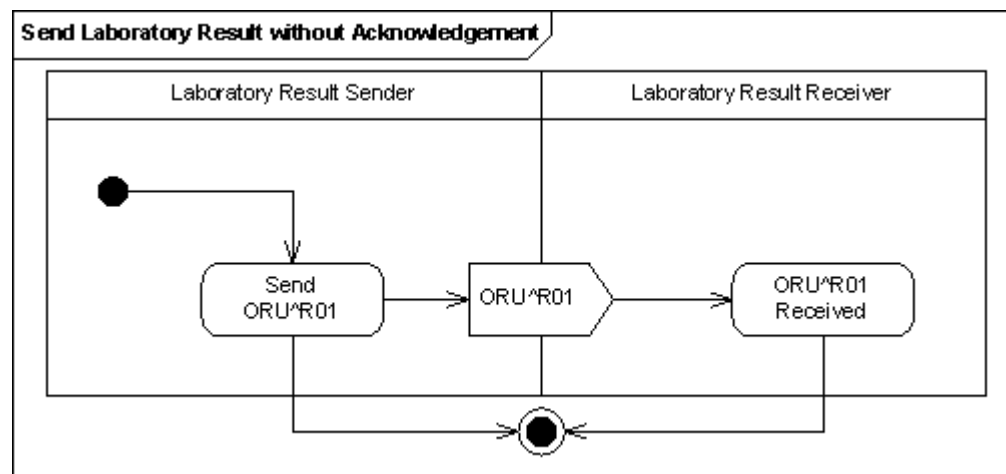 Send Laboratory Result without Acknowledgement
Laboratory Result Sender
Laboratory Result Receiver
Send
ORU^R01
ORU^R01
ORU^R01
Received